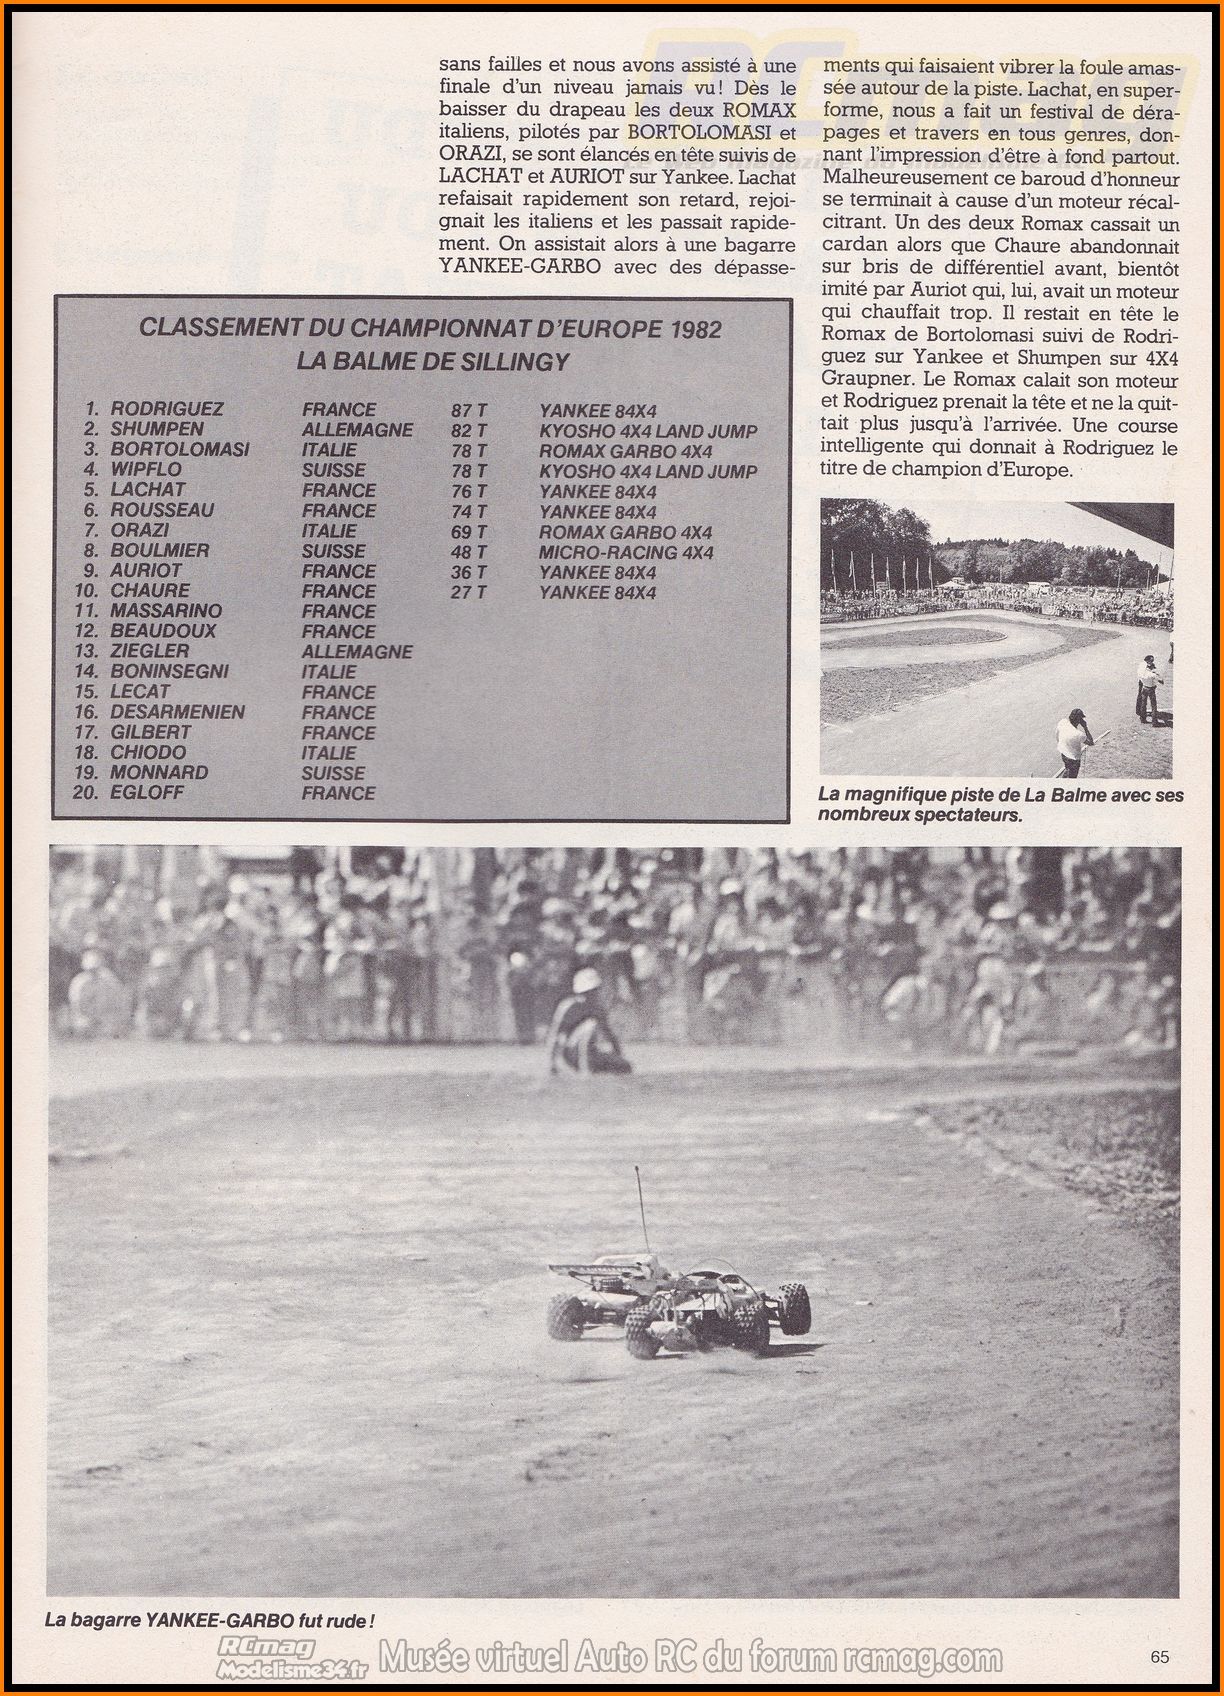 sans failles et nous avons assisté à une
finale d'un niveau jamais vu! Dès le
baisser du drapeau les deux ROMAX
italiens, pilotés par BORTOLOMASI et
ORAZI, se sont élancés en tête suivis de
LACHAT et AURIOT sur Yankee. Lachat
refaisait rapidement son retard, rejoi-
gnait les italiens et les passait rapide-
ment. On assistait alors à une bagarre
YANKEE-GARBO avec des dépasse-
ments qui faisaient vibrer la foule amas-
sée autour de la piste. Lachat, en super-
forme, nous a fait un festival de déra-
pages et travers en tous genres, don-
nant l'impression d'être à fond partout.
Malheureusement ce baroud d'honneur
se terminait à cause d'un moteur récal-
citrant. Un des deux Romax cassait un
cardan alors que Chaure abandonnait
sur bris de différentiel avant, bientôt
imité par Auriot qui, lui, avait un moteur
qui chauffait trop. Il restait en tête le
Romax de Bortolomasi suivi de Rodri-
guez sur Yankee et Shumpen sur 4X4
Graupner. Le Romax calait son moteur
et Rodriguez prenait la tête et ne la quit-
tait plus jusqu'à l'arrivée. Une course
intelligente qui donnait à Rodriguez le
titre de champion d'Europe.
CLASSEMENT DU CHAMPIONNAT D'EUROPE 1982
LA BALME DE SILLINGY
1. RODRIGUEZ FRANCE 87 T YANKEE 84X4
2. SHUMPEN ALLEMAGNE 82 T KYOSHO 4X4 LAND JUMP
3. BORTOLOMASI ITALIE 78 T ROMAX GARBO 4X4
4. WIPFLO SUISSE 78 T KYOSHO 4X4 LAND JUMP
5. LACHAT FRANCE 76 T YANKEE 84X4
6. ROUSSEAU FRANCE 74 T YANKEE 84X4
7. ORAZI ITALIE 69 T ROMAX GARBO 4X4
8. BOULMIER SUISSE 48 T MICRO-RACING 4X4
9. AURIOT FRANCE 36 T YANKEE 84X4
10. CHAURE FRANCE 27 T YANKEE 84X4
11. MASSARINO FRANCE
12. BEAUDOUX FRANCE
13. ZIEGLER ALLEMAGNE
14. BONINSEGNI ITALIE
15. LECAT FRANCE
16. DESARMENIEN FRANCE
17. GILBERT FRANCE
18. CHIODO ITALIE
19. MONNARD SUISSE
20. EGLOFF FRANCE
La magnifique piste de La Balme avec ses
nombreux spectateurs.
La bagarre YANKEE-GARBO fut rude!
RCmag
Modelisme34.fr
Musée virtuel Auto RC du forum rcmag.com
65